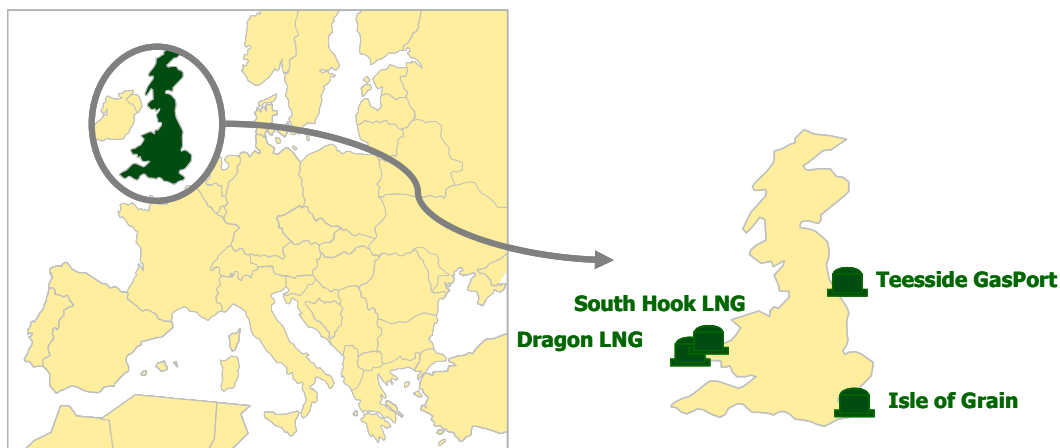 Teesside GasPort
South Hook LNG
Dragon LNG
Isle of Grain